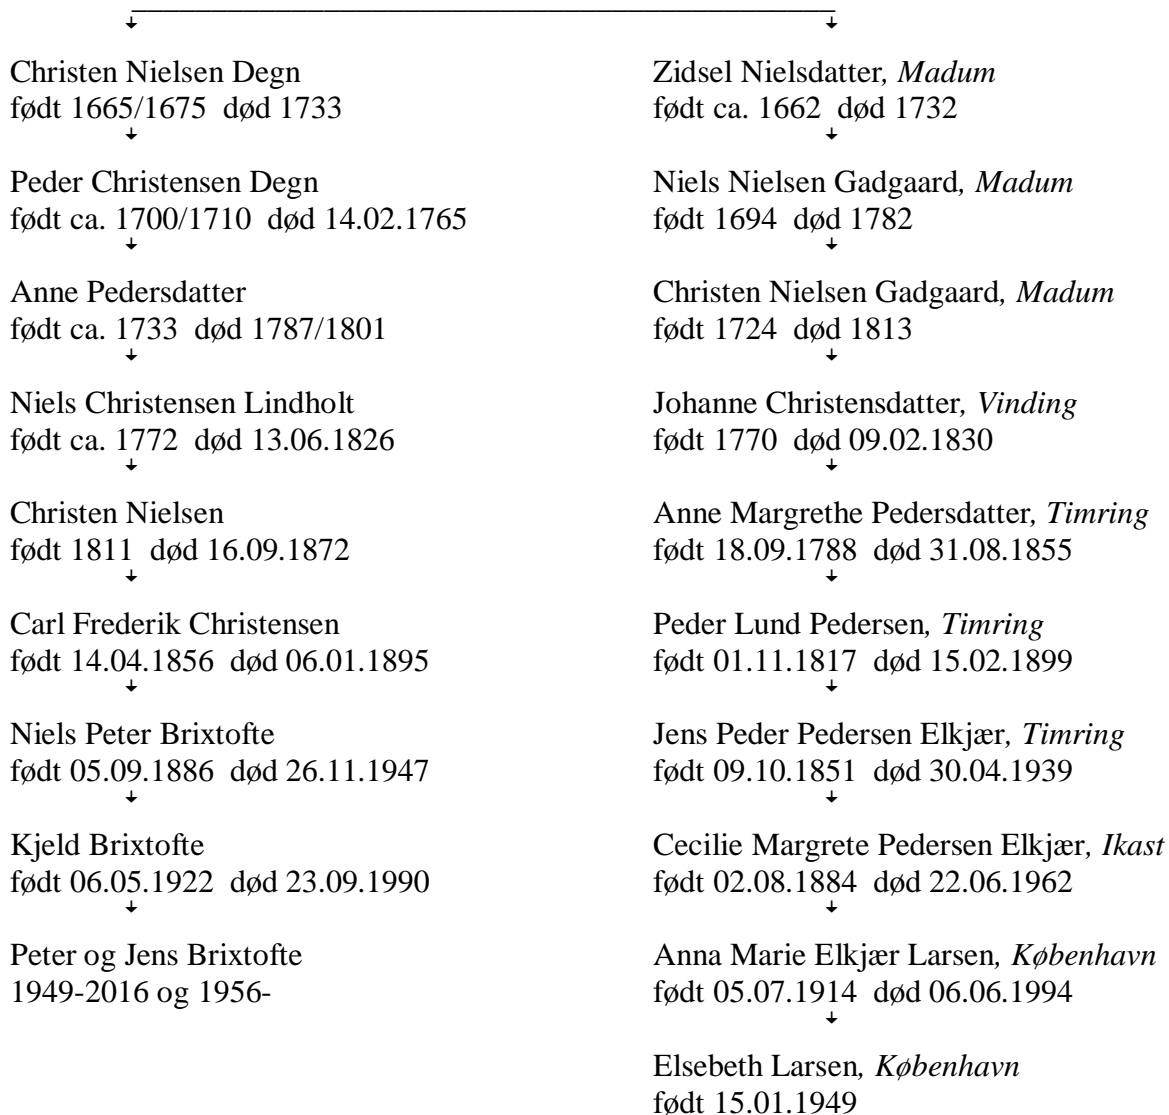 Christen Nielsen Degn
født 1665/1675 død 1733
Peder Christensen Degn
født ca. 1700/1710 død 14.02.1765
Anne Pedersdatter
født ca. 1733 død 1787/1801
Niels Christensen Lindholt
født ca. 1772 død 13.06.1826
Christen Nielsen
født 1811 død 16.09.1872
Carl Frederik Christensen
født 14.04.1856 død 06.01.1895
Niels Peter Brixtofte
født 05.09.1886 død 26.11.1947
Kjeld Brixtofte
født 06.05.1922 død 23.09.1990
Peter og Jens Brixtofte
1949-2016 og 1956-
Zidsel Nielsdatter, Madum
født ca. 1662 død 1732
Niels Nielsen Gadgaard, Madum
født 1694 død 1782
Christen Nielsen Gadgaard, Madum
født 1724 død 1813
Johanne Christensdatter, Vinding
født 1770 død 09.02.1830
Anne Margrethe Pedersdatter, Timring
født 18.09.1788 død 31.08.1855
Peder Lund Pedersen, Timring
født 01.11.1817 død 15.02.1899
Jens Peder Pedersen Elkjær, Timring
født 09.10.1851 død 30.04.1939
Cecilie Margrete Pedersen Elkjær, Ikast
født 02.08.1884 død 22.06.1962
Anna Marie Elkjær Larsen, København
født 05.07.1914 død 06.06.1994
Elsebeth Larsen, København
født 15.01.1949